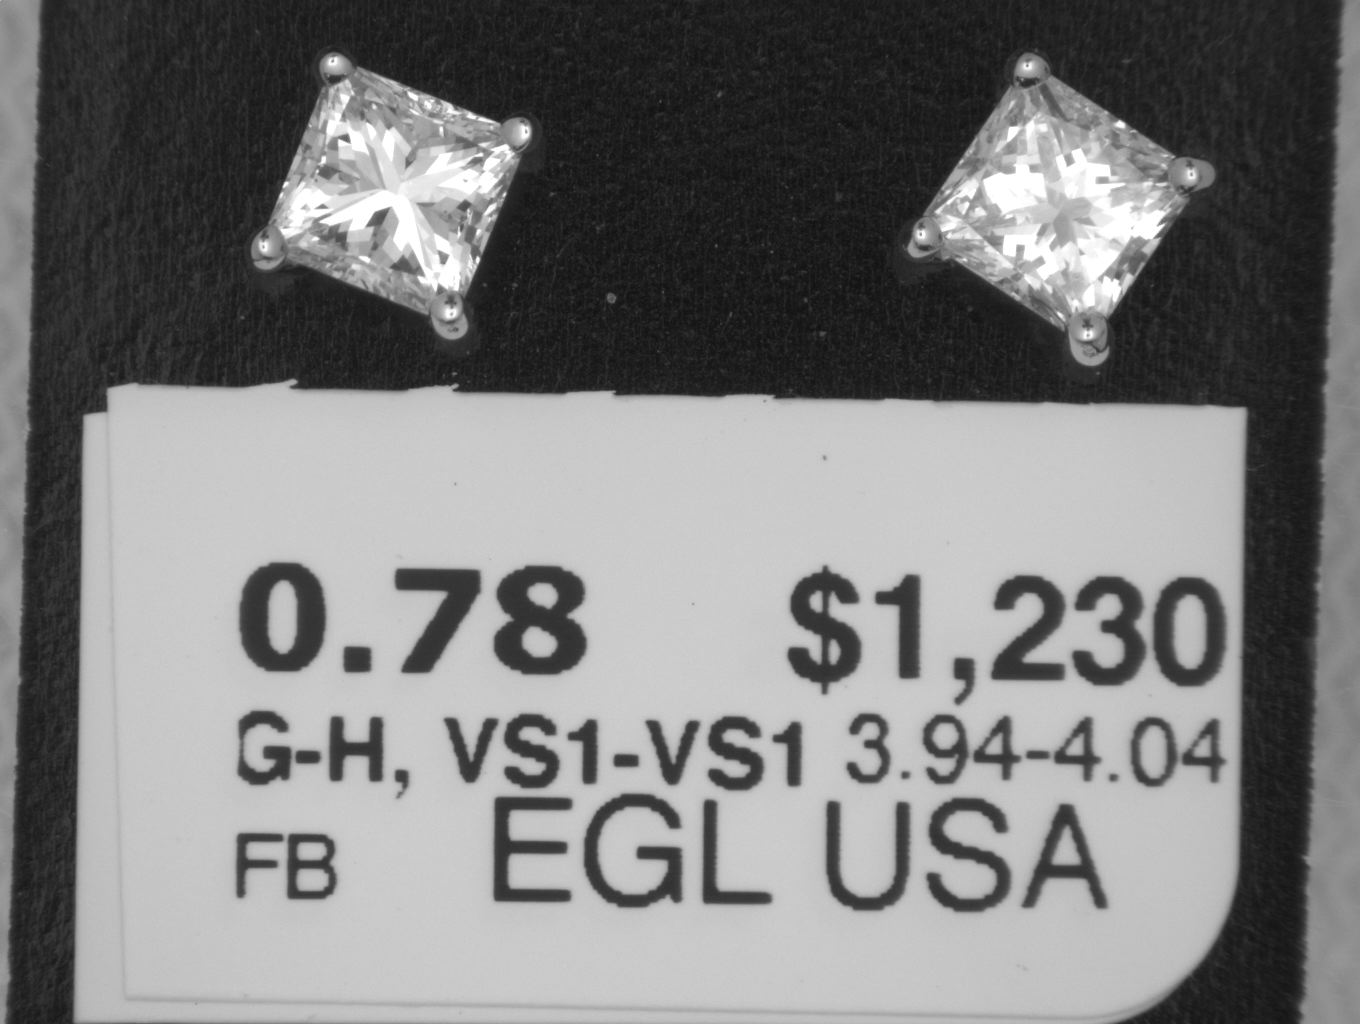 0.78 $1,230
G-H, VS1-VS1 3.94-4.04
FB EGL USA